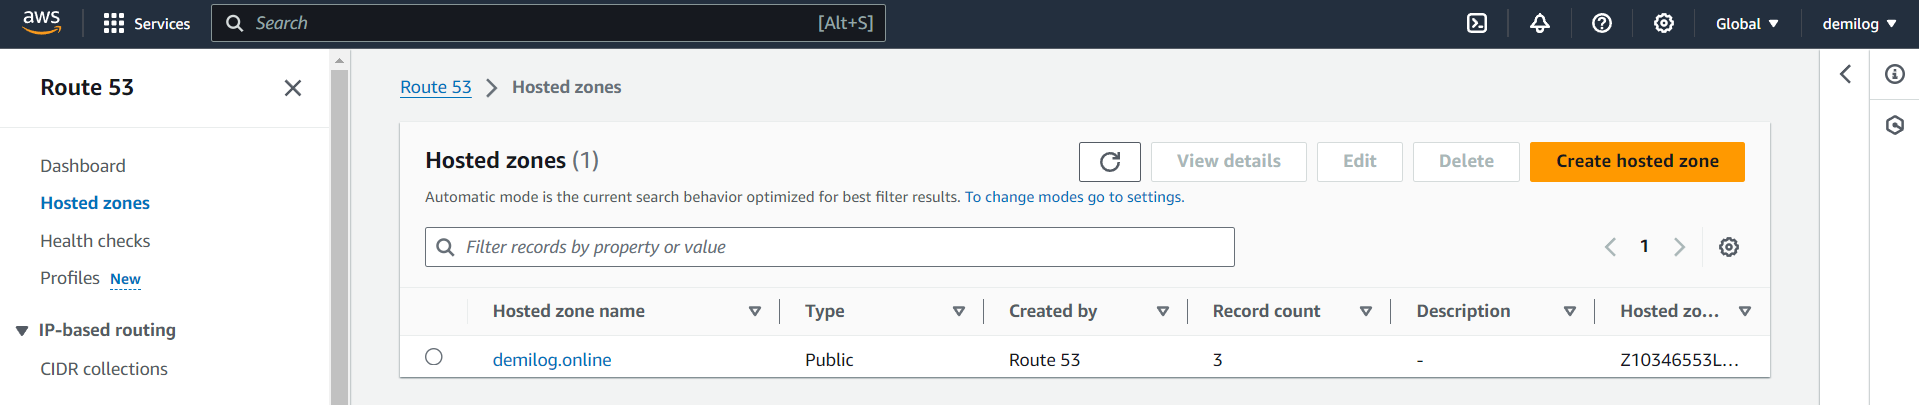 aws
Services
Search
[Alt+S]
Global
demilog
Route 53
Dashboard
Hosted zones
Health checks
Profiles New
IP-based routing
CIDR collections
Route 53 > Hosted zones
Hosted zones (1)
View details
Edit
Delete
Create hosted zone
Automatic mode is the current search behavior optimized for best filter results. To change modes go to settings.
Filter records by property or value
1
Hosted zone name Type Created by Record count Description Hosted zo...
demilog.online Public Route 53 3 - Z10346553L...